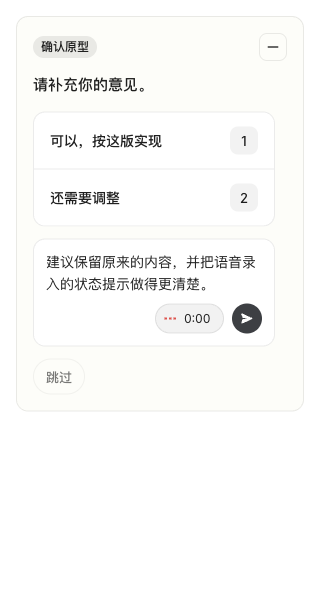 确认原型
请补充你的意见。
可以，按这版实现
1
还需要调整
2
建议保留原来的内容，并把语音录
入的状态提示做得更清楚。
0:00
跳过